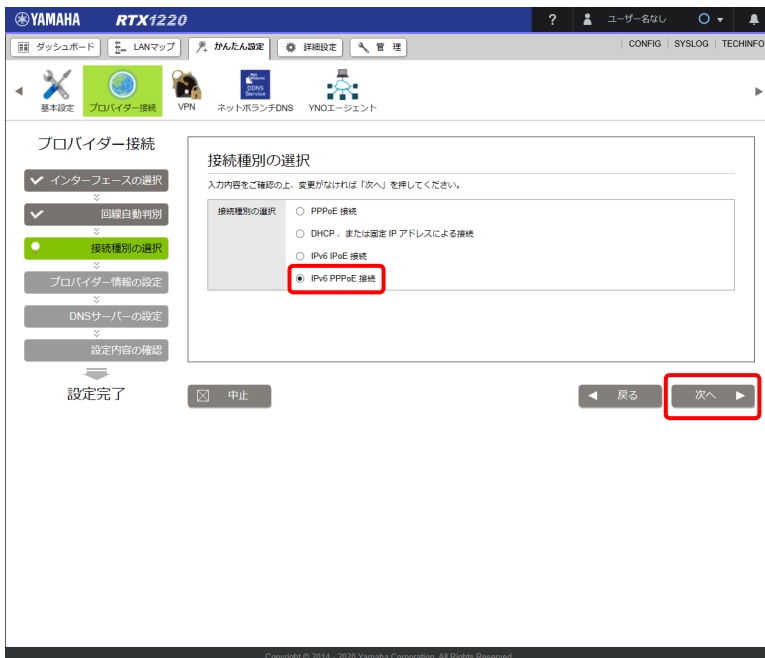 YAMAHA RTX1220 ? ユーザー名なし
ダッシュボード LANマップ かんたん設定 詳細設定 管 理 CONFIG SYSLOG TECHINFO
基本設定 プロバイダー接続 VPN ネットボランチDNS YNOエージェント
DDNS
Service
プロバイダー接続
インターフェースの選択
回線自動判別
接続種別の選択
プロバイダー情報の設定
DNSサーバーの設定
設定内容の確認
設定完了
接続種別の選択
入力内容をご確認の上、変更がなければ「次へ」を押してください。
接続種別の選択 PPPoE 接続
DHCP 、または固定 IP アドレスによる接続
IPv6 IPoE 接続
IPv6 PPPoE 接続
中止 戻る 次へ
Copyright © 2014 - 2020 Yamaha Corporation. All Rights Reserved.